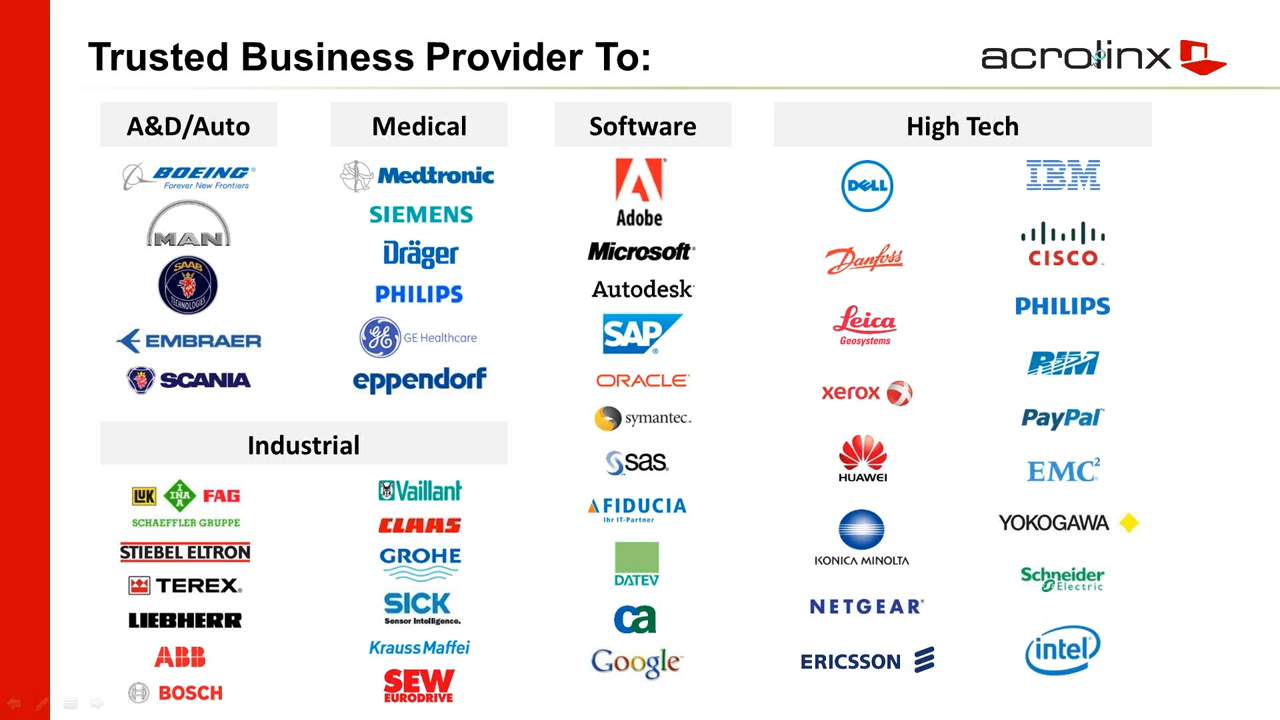 Trusted Business Provider To:
acrolinx
A&D/Auto
BOEING®
Forever New Frontiers
MAN
SAAB
TECHNOLOGIES
EMBRAER
SCANIA
Medical
Medtronic
SIEMENS
Dräger
PHILIPS
GE Healthcare
eppendorf
Software
Adobe
Microsoft®
Autodesk
SAP®
ORACLE®
symantec.
sas.
FIDUCIA
Ihr IT-Partner
DATEV
ca
Google™
High Tech
DELL
Danfoss
Leica
Geosystems
xerox
HUAWEI
KONICA MINOLTA
NETGEAR®
ERICSSON
IBM
CISCO
PHILIPS
RIM
PayPal™
EMC²
YOKOGAWA
Schneider
Electric
intel
Industrial
LUK INA FAG
SCHAEFFLER GRUPPE
STIEBEL ELTRON
TEREX®
LIEBHERR
ABB
BOSCH
Vaillant
CLAAS
GROHE
SICK
Sensor Intelligence.
Krauss Maffei
SEW
EURODRIVE